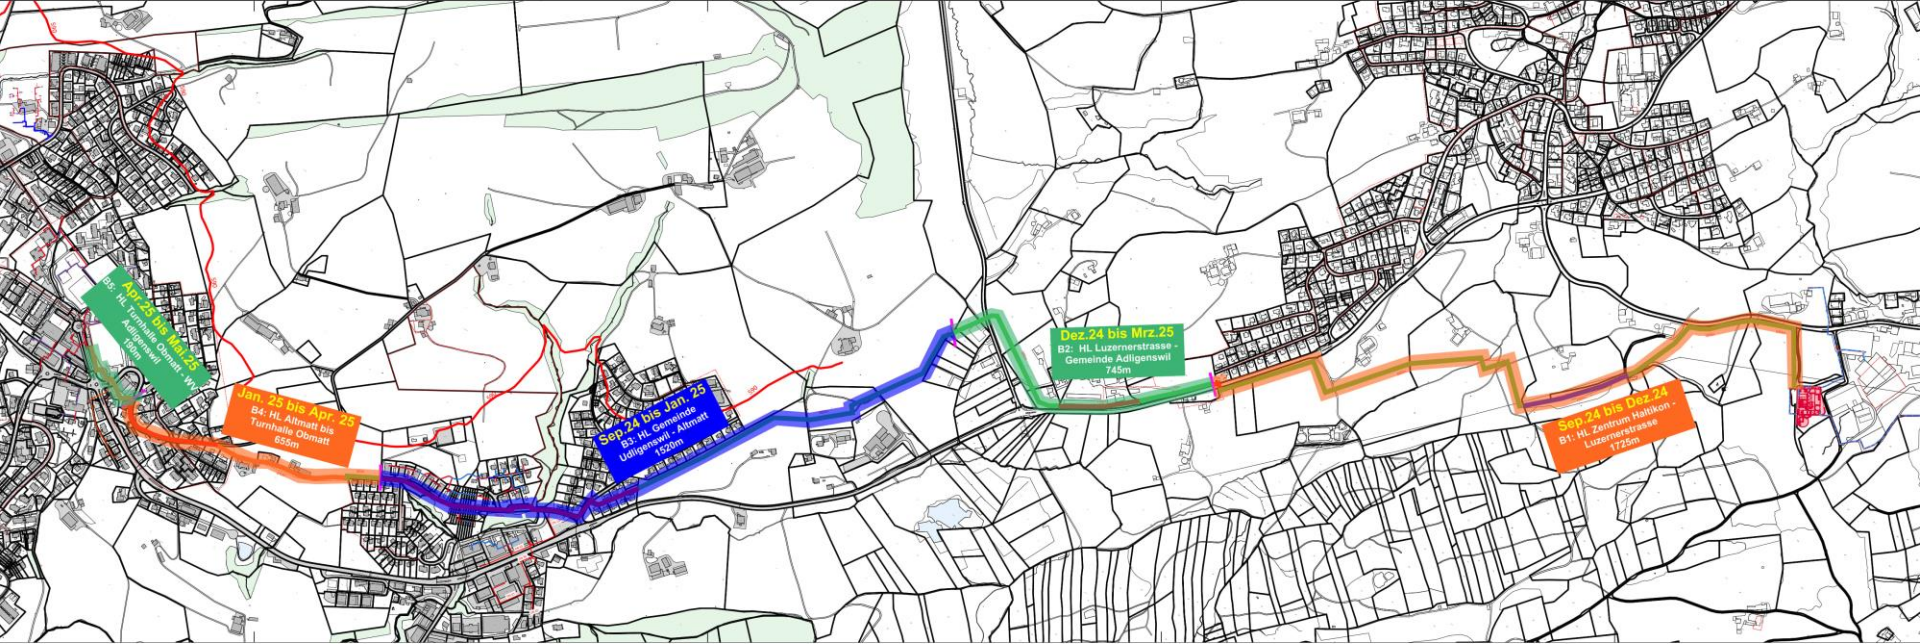 Apr.25 bis Mai.25
B5: HL Turnhalle Obmatt - WV
Adligenswil
190m
Jan. 25 bis Apr. 25
B4: HL Altmatt bis
Turnhalle Obmatt
655m
Sep.24 bis Jan. 25
B3: HL Gemeinde
Udligenswil - Altmatt
1520m
Dez.24 bis Mrz.25
B2: HL Luzernerstrasse -
Gemeinde Adligenswil
745m
Sep.24 bis Dez.24
B1: HL Zentrum Haltikon -
Luzernerstrasse
1725m